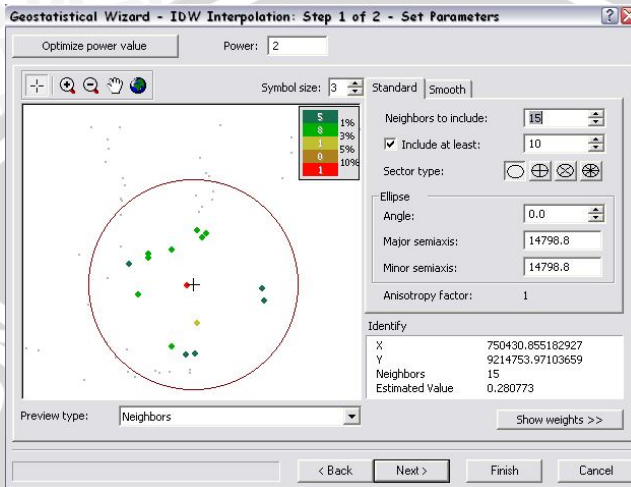 Geostatistical Wizard - IDW Interpolation: Step 1 of 2 - Set Parameters
Optimize power value
Power: 2
Symbol size: 3
Standard
Smooth
5
8
1
0
1
1%
3%
5%
10%
Neighbors to include: 15
Include at least: 10
Sector type:
Ellipse
Angle: 0.0
Major semiaxis: 14798.8
Minor semiaxis: 14798.8
Anisotropy factor: 1
Identify
X 750430.855182927
Y 9214753.97103659
Neighbors 15
Estimated Value 0.280773
Preview type: Neighbors
Show weights >>
< Back
Next >
Finish
Cancel